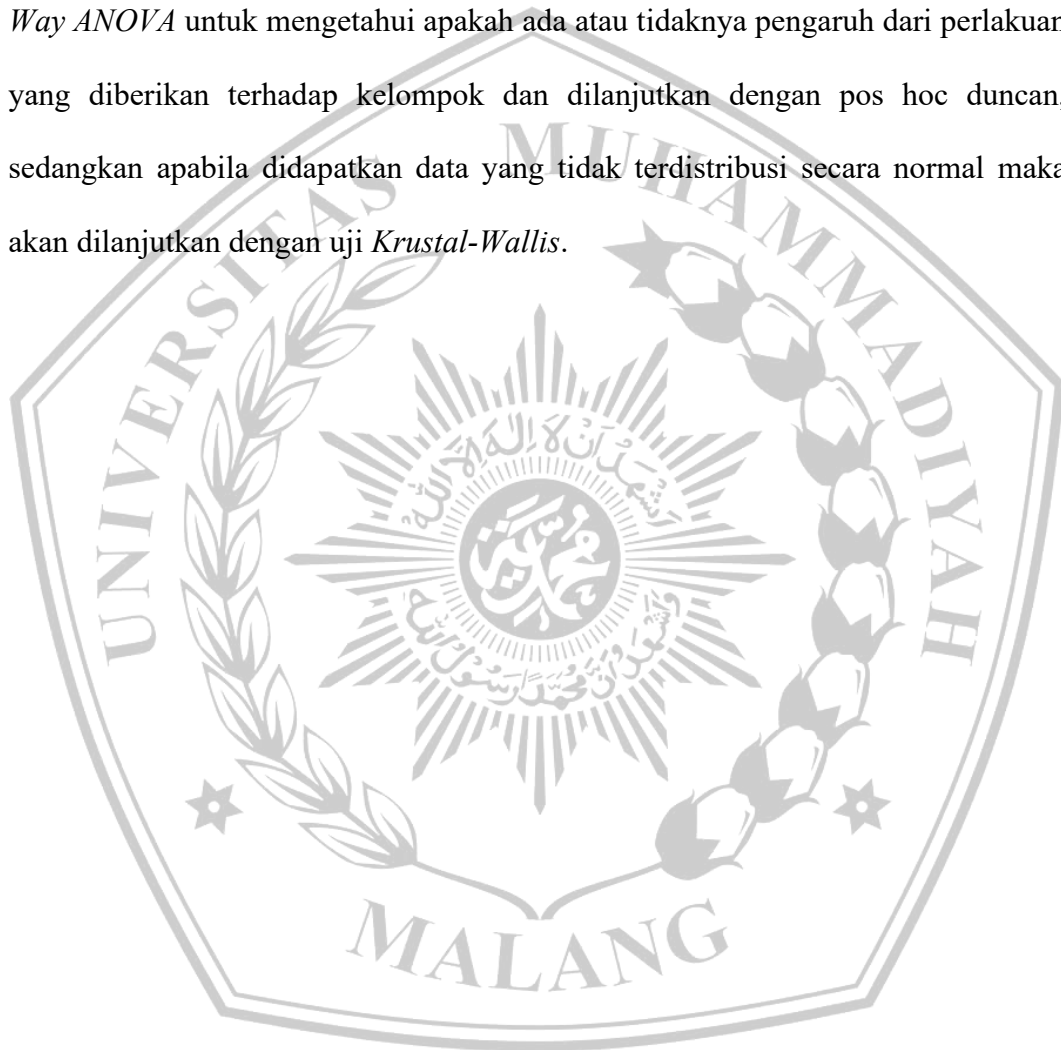 Way ANOVA untuk mengetahui apakah ada atau tidaknya pengaruh dari perlakuan
yang diberikan terhadap kelompok dan dilanjutkan dengan pos hoc duncan,
sedangkan apabila didapatkan data yang tidak terdistribusi secara normal maka
akan dilanjutkan dengan uji Krustal-Wallis.
UNIVERSITAS MUHAMMADIYAH
MALANG